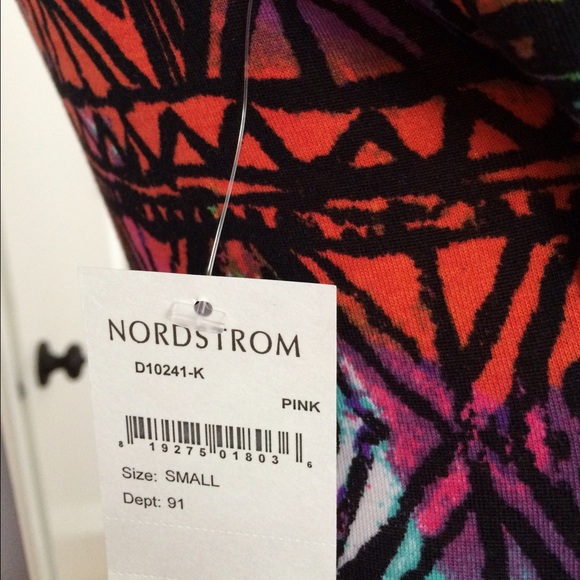 NORDSTROM
D10241-K
PINK
8 19275 01803 6
Size: SMALL
Dept: 91